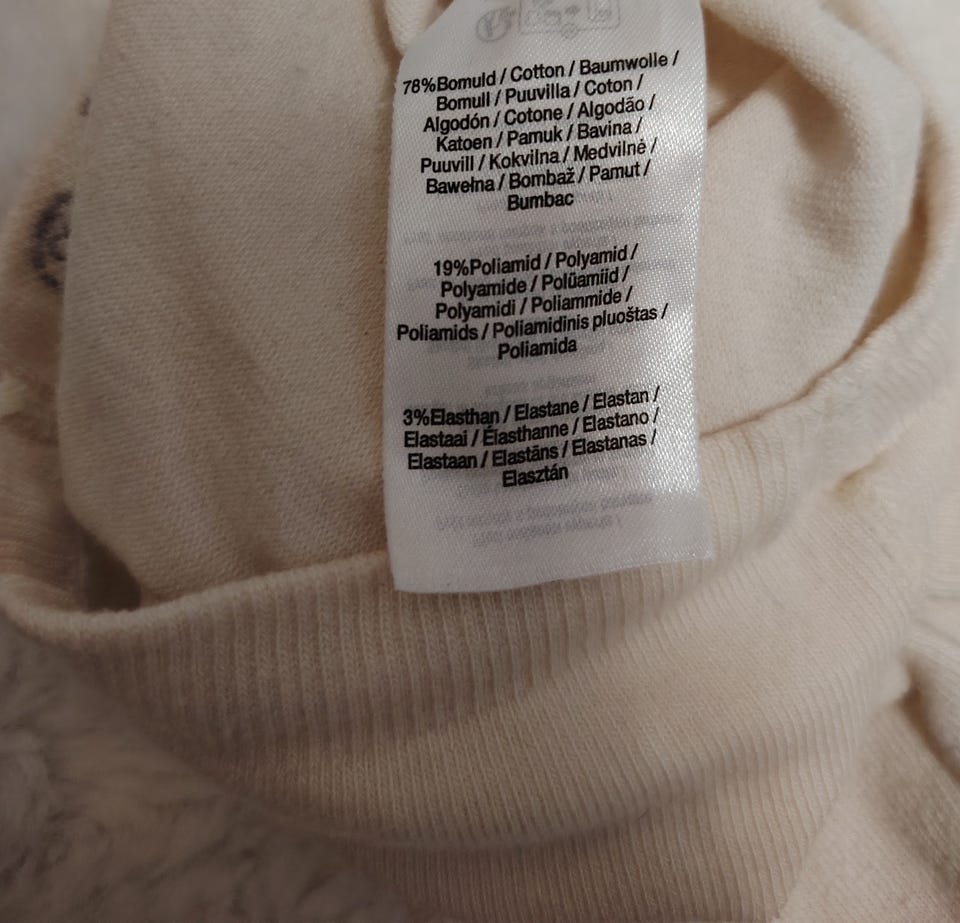 78%Bomuld / Cotton / Baumwolle /
Bomull / Puuvilla / Coton /
Algodón / Cotone / Algodão /
Katoen / Pamuk / Bavina /
Puuvill / Kokvilna / Medvilnė /
Bawełna / Bombaž / Pamut /
Bumbac
19%Poliamid / Polyamid /
Polyamide / Polüamiid /
Polyamidi / Poliammide /
Poliamids / Poliamidinis pluoštas /
Poliamida
3%Elasthan / Elastane / Elastan /
Elastaai / Élasthanne / Elastano /
Elastaan / Elastāns / Elastanas /
Elasztán